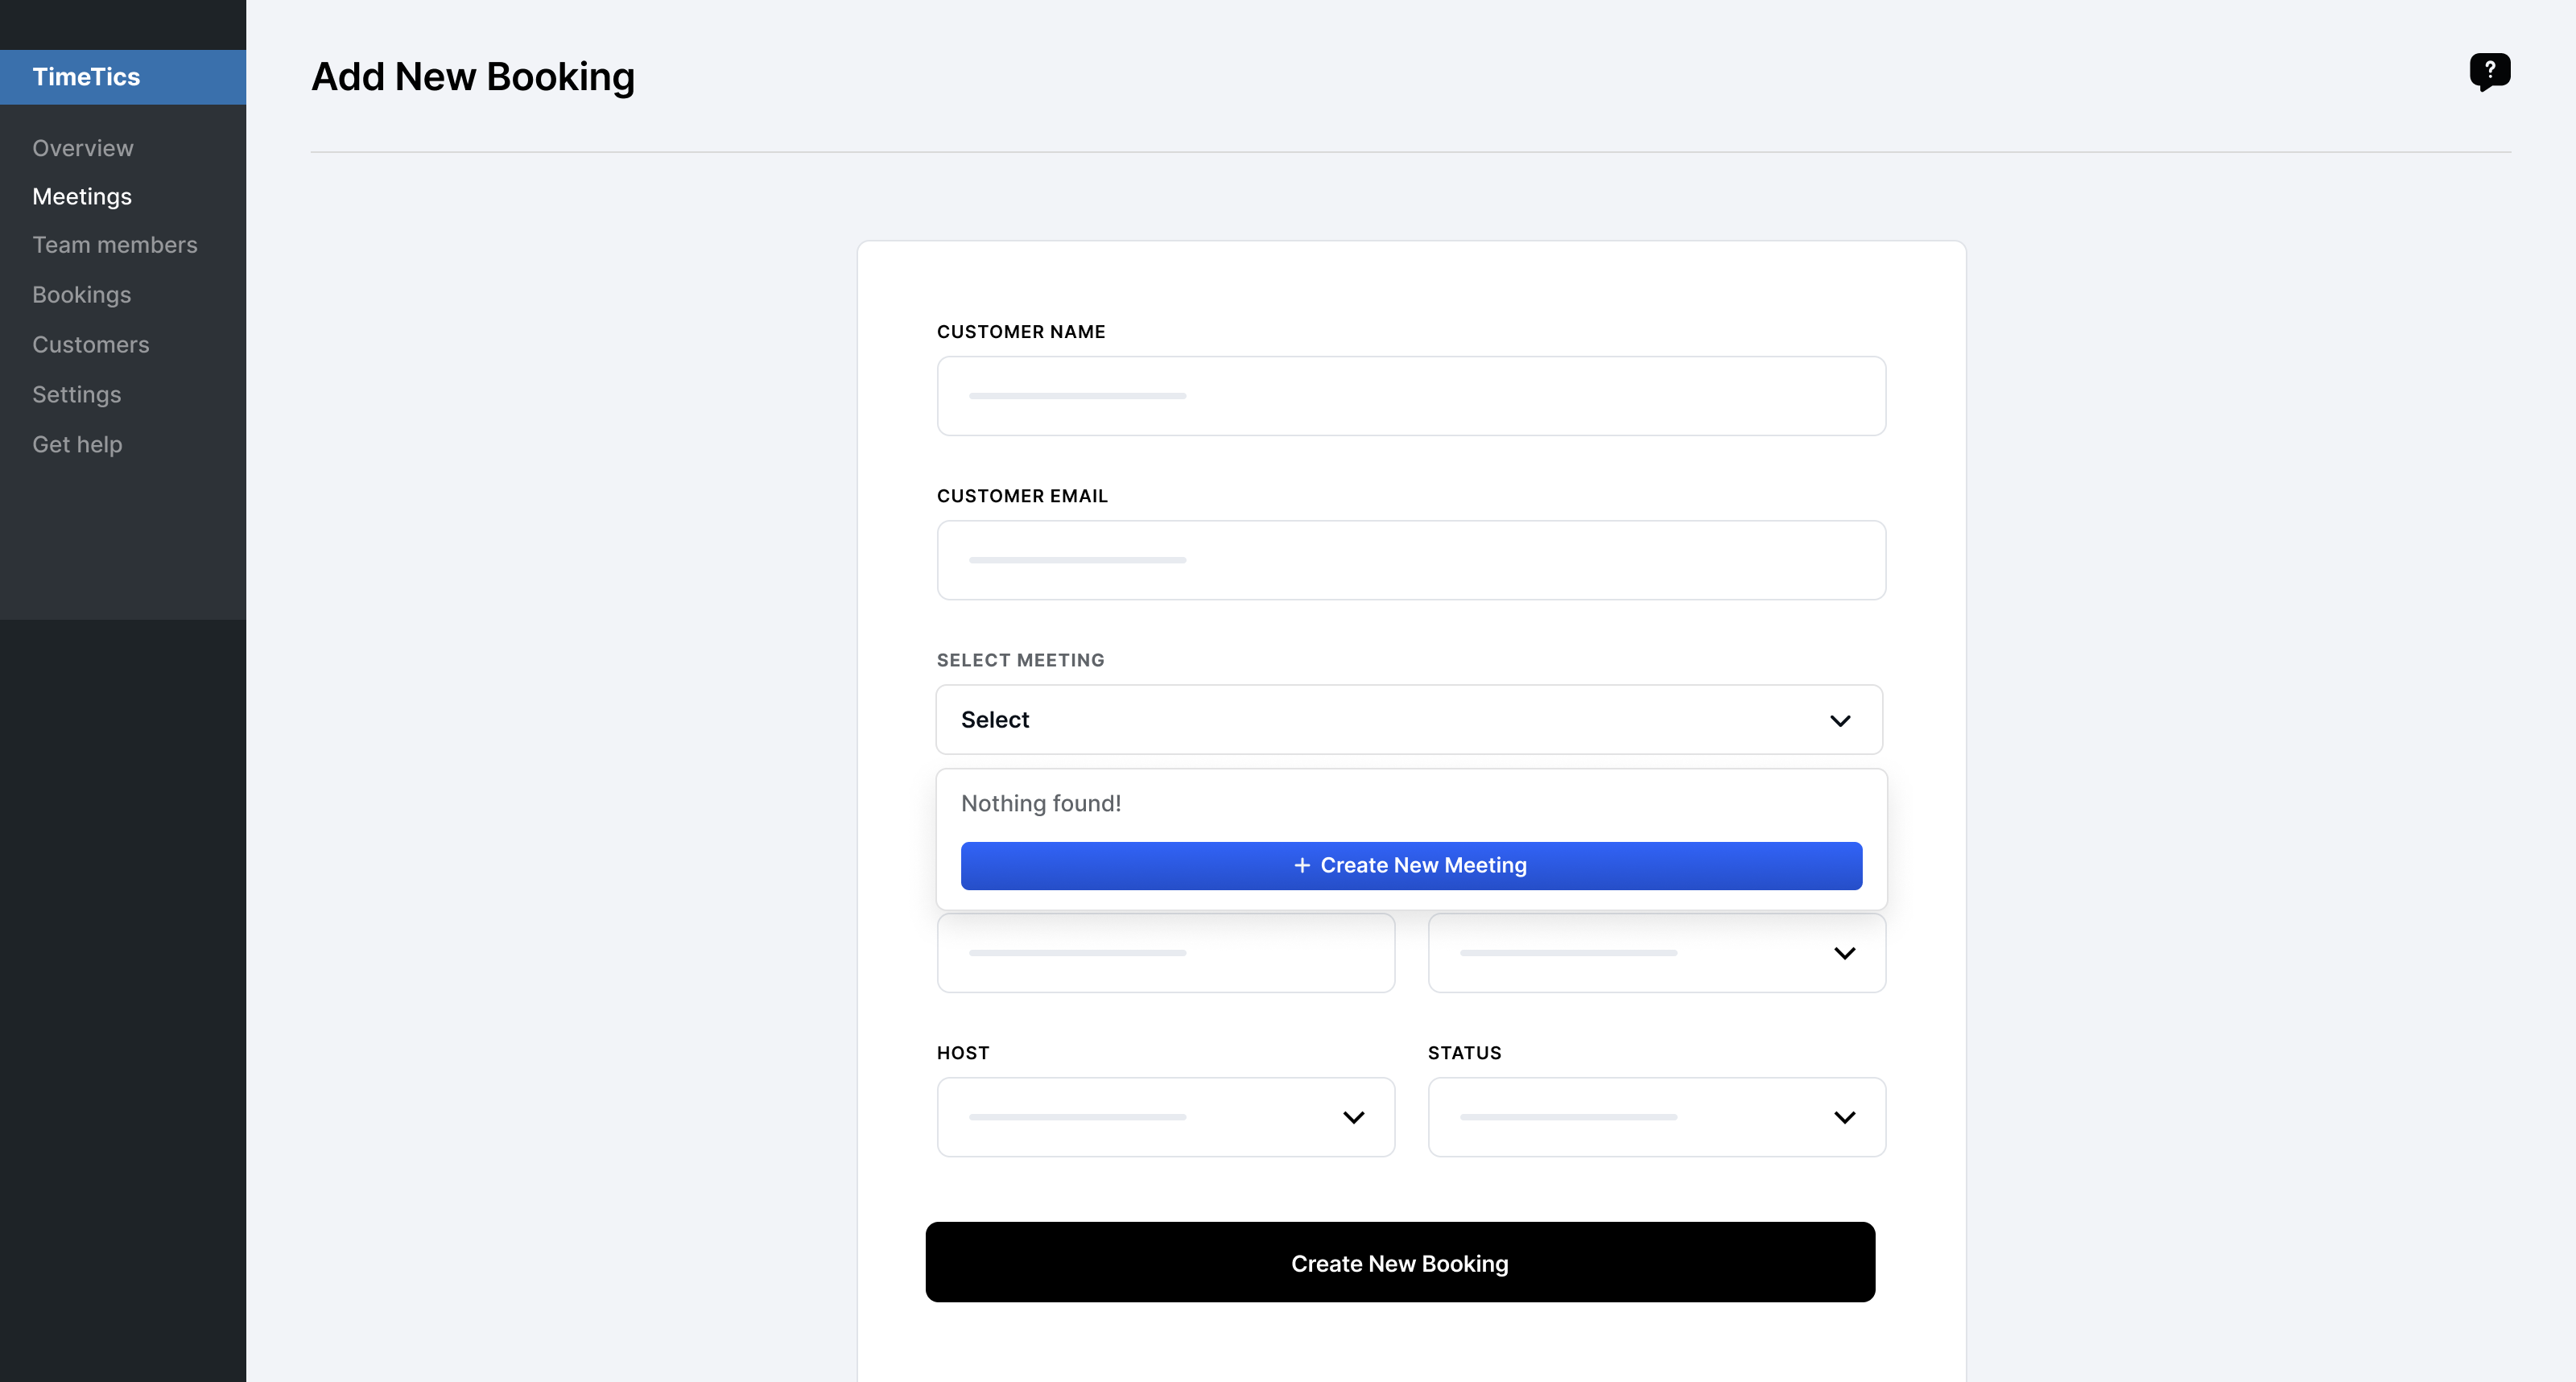 TimeTics
Overview
Meetings
Team members
Bookings
Customers
Settings
Get help
Add New Booking
?
CUSTOMER NAME
CUSTOMER EMAIL
SELECT MEETING
Select
Nothing found!
+ Create New Meeting
HOST
STATUS
Create New Booking